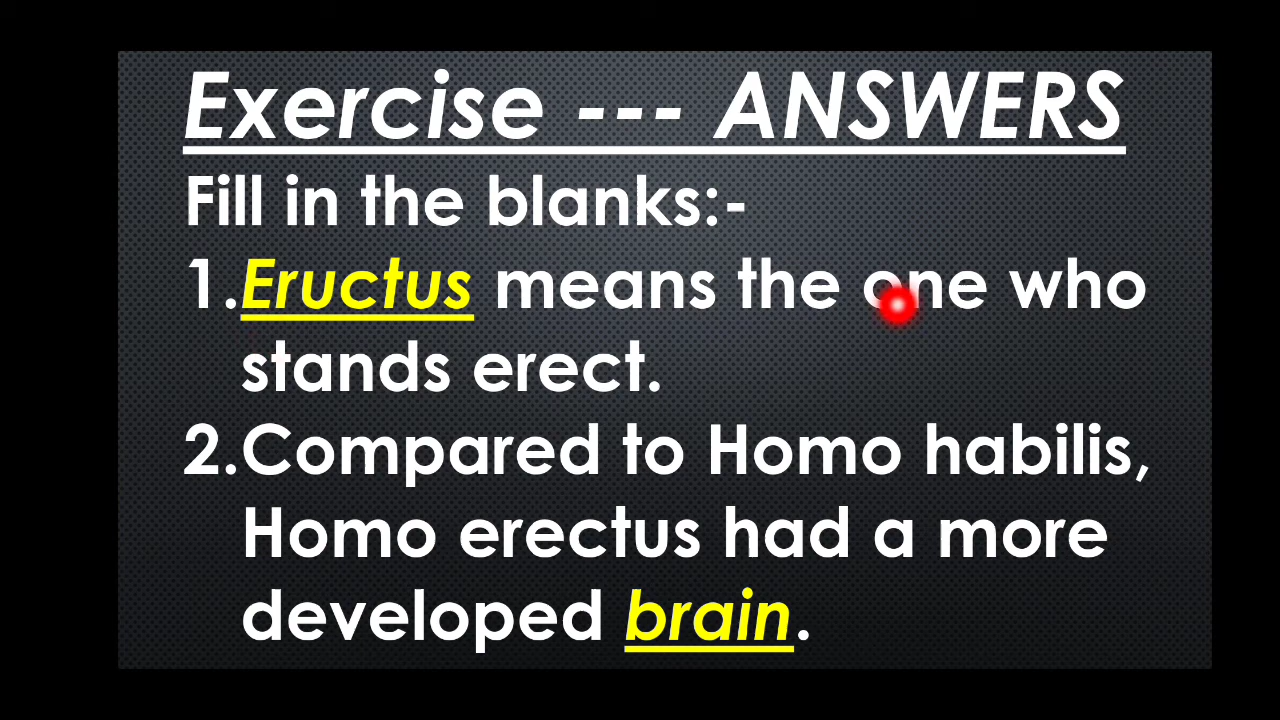 Exercise --- ANSWERS
Fill in the blanks:-
1.Eructus means the one who
stands erect.
2.Compared to Homo habilis,
Homo erectus had a more
developed brain.